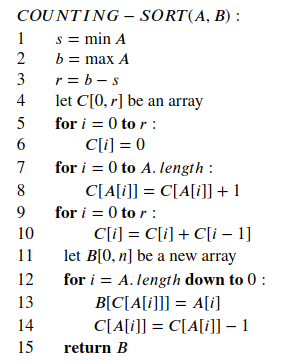 COUNTING − SORT(A, B) :
1 s = min A
2 b = max A
3 r = b − s
4 let C[0, r] be an array
5 for i = 0 to r :
6 C[i] = 0
7 for i = 0 to A. length :
8 C[A[i]] = C[A[i]] + 1
9 for i = 0 to r :
10 C[i] = C[i] + C[i − 1]
11 let B[0, n] be a new array
12 for i = A. length down to 0 :
13 B[C[A[i]]] = A[i]
14 C[A[i]] = C[A[i]] − 1
15 return B